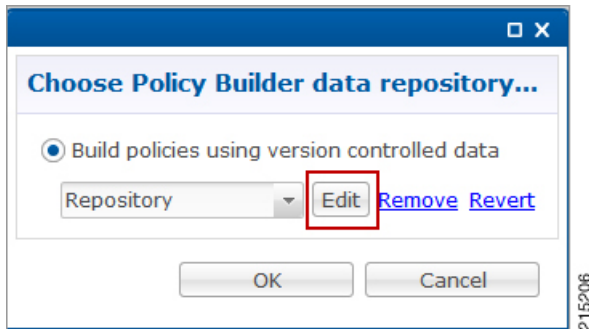 Choose Policy Builder data repository...
Build policies using version controlled data
Repository Edit Remove Revert
OK Cancel
215206